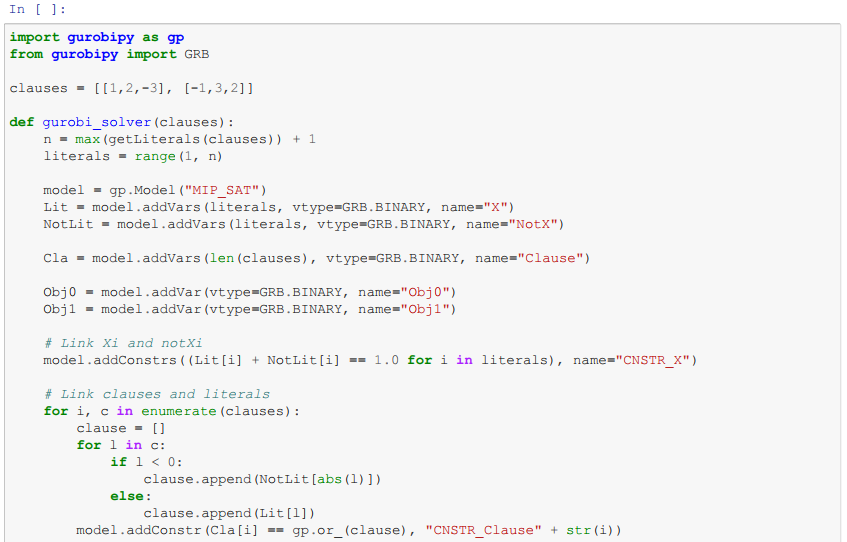 In [ ]:
import gurobipy as gp
from gurobipy import GRB
clauses = [[1,2,-3], [-1,3,2]]
def gurobi_solver(clauses):
    n = max(getLiterals(clauses)) + 1
    literals = range(1, n)
    model = gp.Model("MIP_SAT")
    Lit = model.addVars(literals, vtype=GRB.BINARY, name="X")
    NotLit = model.addVars(literals, vtype=GRB.BINARY, name="NotX")
    Cla = model.addVars(len(clauses), vtype=GRB.BINARY, name="Clause")
    Obj0 = model.addVar(vtype=GRB.BINARY, name="Obj0")
    Obj1 = model.addVar(vtype=GRB.BINARY, name="Obj1")
    # Link Xi and notXi
    model.addConstrs((Lit[i] + NotLit[i] == 1.0 for i in literals), name="CNSTR_X")
    # Link clauses and literals
    for i, c in enumerate(clauses):
        clause = []
        for l in c:
            if l < 0:
                clause.append(NotLit[abs(l)])
            else:
                clause.append(Lit[l])
        model.addConstr(Cla[i] == gp.or_(clause), "CNSTR_Clause" + str(i))